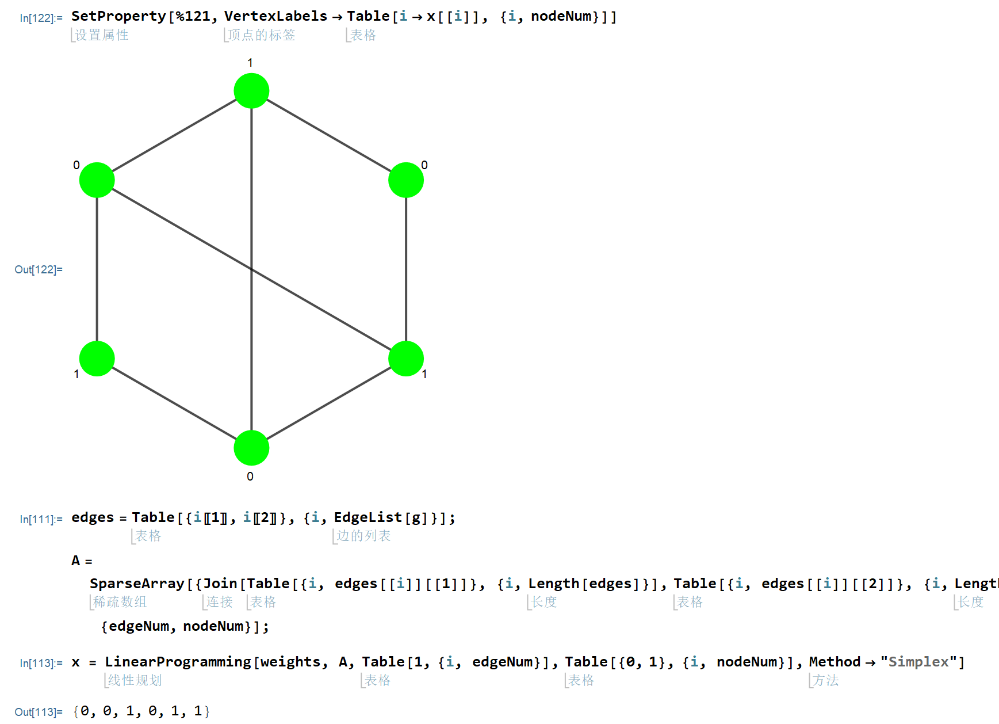 In[122]:= SetProperty[%121, VertexLabels → Table[i → x[[i]], {i, nodeNum}]]
设置属性 顶点的标签 表格
1
0 0
Out[122]=
1 1
0
In[111]:= edges = Table[{i〚1〛, i〚2〛}, {i, EdgeList[g]}];
表格 边的列表
A =
SparseArray[{Join[Table[{i, edges[[i]][[1]]}, {i, Length[edges]}], Table[{i, edges[[i]][[2]]}, {i, Lengt
稀疏数组 连接 表格 长度 表格 长度
{edgeNum, nodeNum}];
In[113]:= x = LinearProgramming[weights, A, Table[1, {i, edgeNum}], Table[{0, 1}, {i, nodeNum}], Method → "Simplex"]
线性规划 表格 表格 方法
Out[113]= {0, 0, 1, 0, 1, 1}